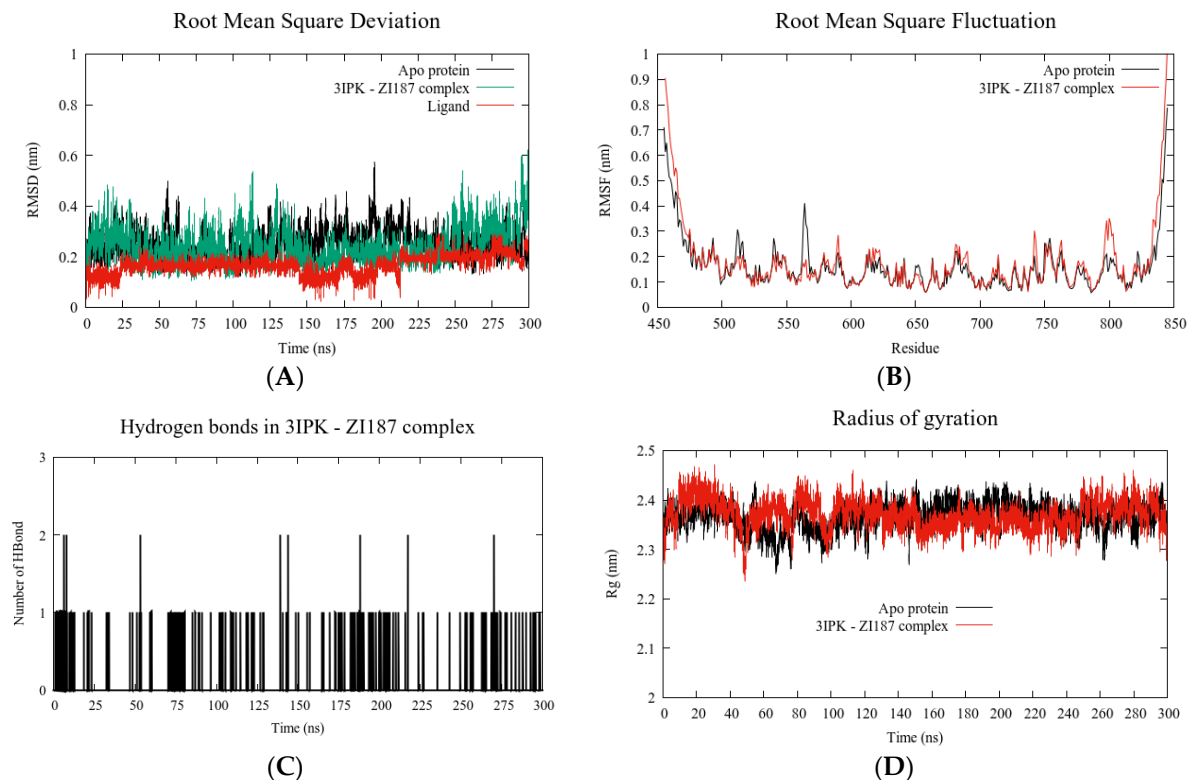 Root Mean Square Deviation
Apo protein
3IPK - ZI187 complex
Ligand
RMSD (nm)
1
0.8
0.6
0.4
0.2
0
0 25 50 75 100 125 150 175 200 225 250 275 300
Time (ns)
(A)
Root Mean Square Fluctuation
Apo protein
3IPK - ZI187 complex
RMSF (nm)
1
0.9
0.8
0.7
0.6
0.5
0.4
0.3
0.2
0.1
0
450 500 550 600 650 700 750 800 850
Residue
(B)
Hydrogen bonds in 3IPK - ZI187 complex
Number of HBond
3
2
1
0
0 25 50 75 100 125 150 175 200 225 250 275 300
Time (ns)
(C)
Radius of gyration
Rg (nm)
2.5
2.4
2.3
2.2
2.1
2
Apo protein
3IPK - ZI187 complex
0 20 40 60 80 100 120 140 160 180 200 220 240 260 280 300
Time (ns)
(D)